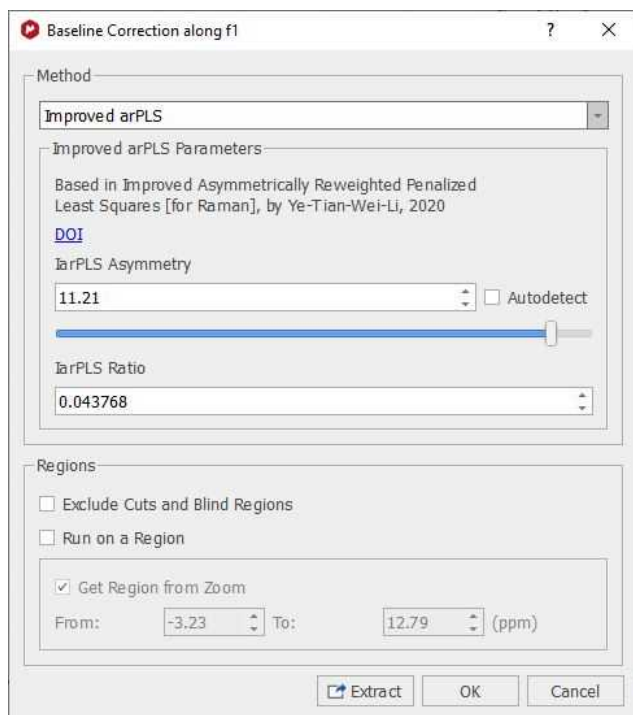 Baseline Correction along f1
?
Method
Improved arPLS
Improved arPLS Parameters
Based in Improved Asymmetrically Reweighted Penalized
Least Squares [for Raman], by Ye-Tian-Wei-Li, 2020
DOI
IarPLS Asymmetry
11.21
Autodetect
IarPLS Ratio
0.043768
Regions
Exclude Cuts and Blind Regions
Run on a Region
Get Region from Zoom
From: -3.23 To: 12.79 (ppm)
Extract OK Cancel